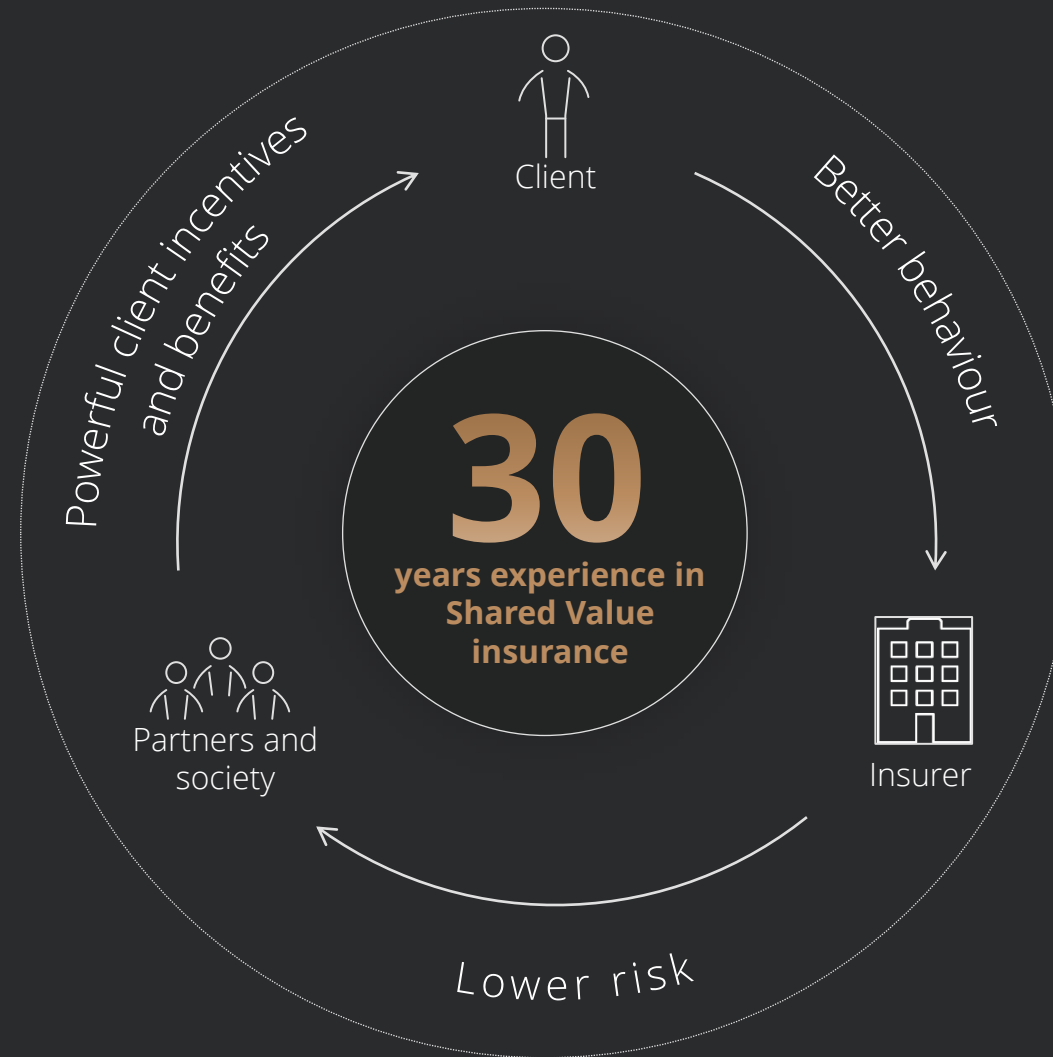 Client
Better behaviour
Insurer
Lower risk
Partners and
society
Powerful client incentives
and benefits
30
years experience in
Shared Value
insurance